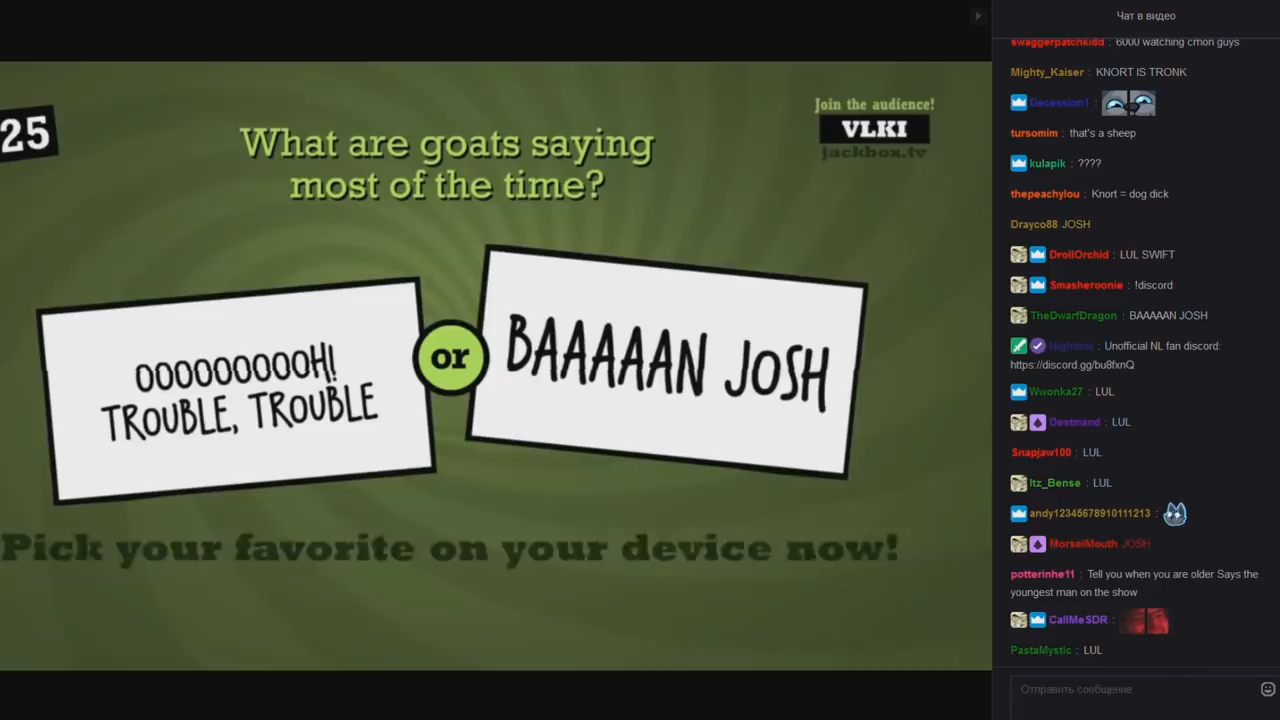 25
What are goats saying
most of the time?
Join the audience!
VLKI
jackbox.tv
OOOOOOOOOH!
TROUBLE, TROUBLE
or
BAAAAAN JOSH
Pick your favorite on your device now!
Чат в видео
swaggerpatchkidd : 6000 watching cmon guys
Mighty_Kaiser : KNORT IS TRONK
Decession1 :
tursomim : that's a sheep
kulapik : ????
thepeachylou : Knort = dog dick
Drayco88 JOSH
DrollOrchid : LUL SWIFT
Smasheroonie : !discord
TheDwarfDragon : BAAAAAN JOSH
Nightbot : Unofficial NL fan discord:
https://discord.gg/bu8fxnQ
Wwonka27 : LUL
Destmand : LUL
Snapjaw100 : LUL
Itz_Bense : LUL
andy12345678910111213 :
MorselMouth JOSH
potterinhe11 : Tell you when you are older Says the
youngest man on the show
CallMeSDR :
PastaMystic : LUL
Отправить сообщение